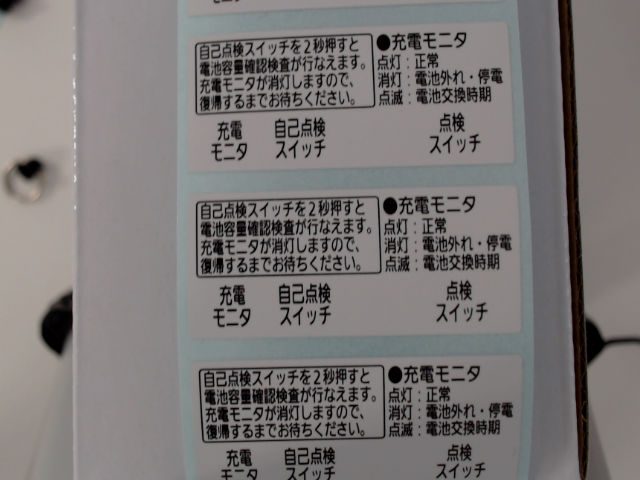 モニタ
自己点検スイッチを2秒押すと
電池容量確認検査が行なえます。
充電モニタが消灯しますので、
復帰するまでお待ちください。
●充電モニタ
点灯:正常
消灯:電池外れ・停電
点滅:電池交換時期
充電
モニタ
自己点検
スイッチ
点検
スイッチ
自己点検スイッチを2秒押すと
電池容量確認検査が行なえます。
充電モニタが消灯しますので、
復帰するまでお待ちください。
●充電モニタ
点灯:正常
消灯:電池外れ・停電
点滅:電池交換時期
充電
モニタ
自己点検
スイッチ
点検
スイッチ
自己点検スイッチを2秒押すと
電池容量確認検査が行なえます。
充電モニタが消灯しますので、
復帰するまでお待ちください。
●充電モニタ
点灯:正常
消灯:電池外れ・停電
点滅:電池交換時期
充電
モニタ
自己点検
スイッチ
点検
スイッチ